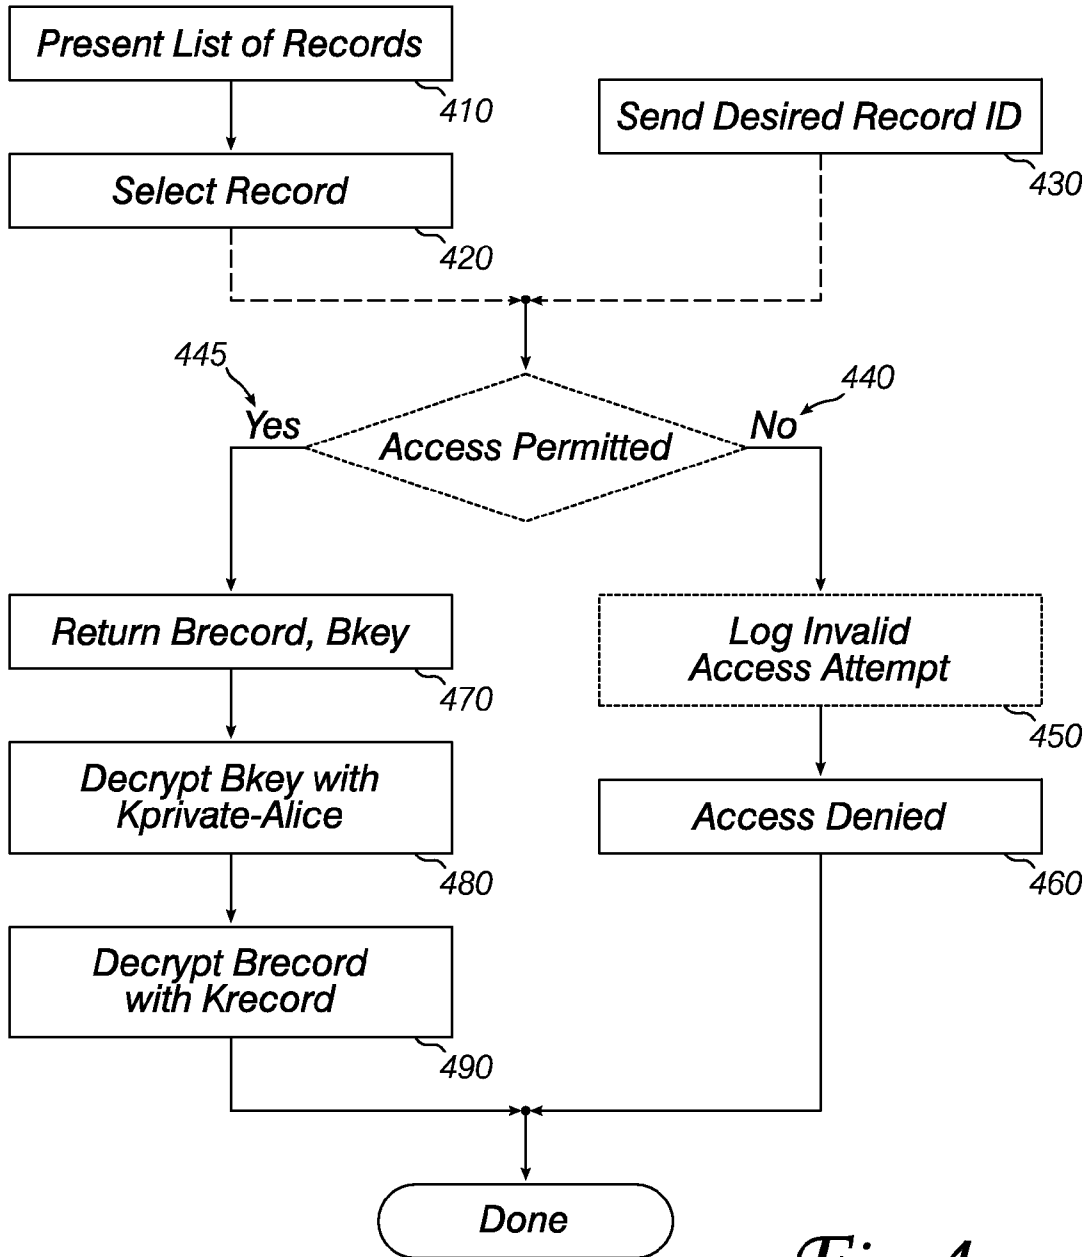 Present List of Records
410
Send Desired Record ID
430
Select Record
420
445
440
Yes
No
Access Permitted
Return Brecord, Bkey
470
Log Invalid
Access Attempt
450
Decrypt Bkey with
Kprivate-Alice
480
Access Denied
460
Decrypt Brecord
with Krecord
490
Done